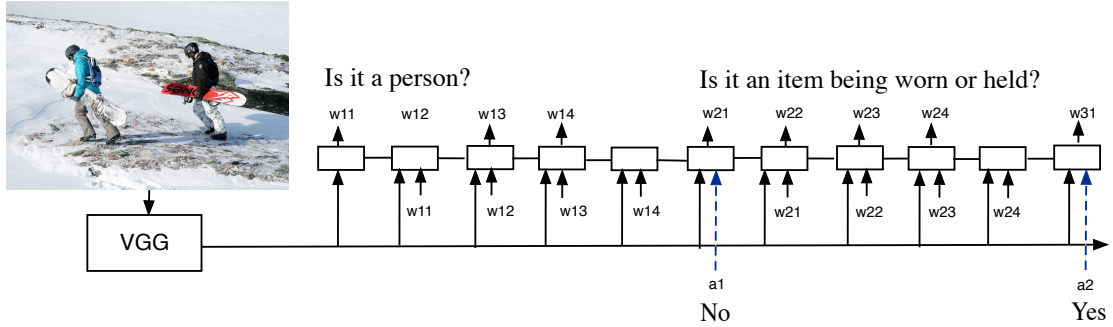 Is it a person?
Is it an item being worn or held?
w11 w12 w13 w14 w21 w22 w23 w24 w31
w11 w12 w13 w14 w21 w22 w23 w24
VGG
a1 a2
No Yes